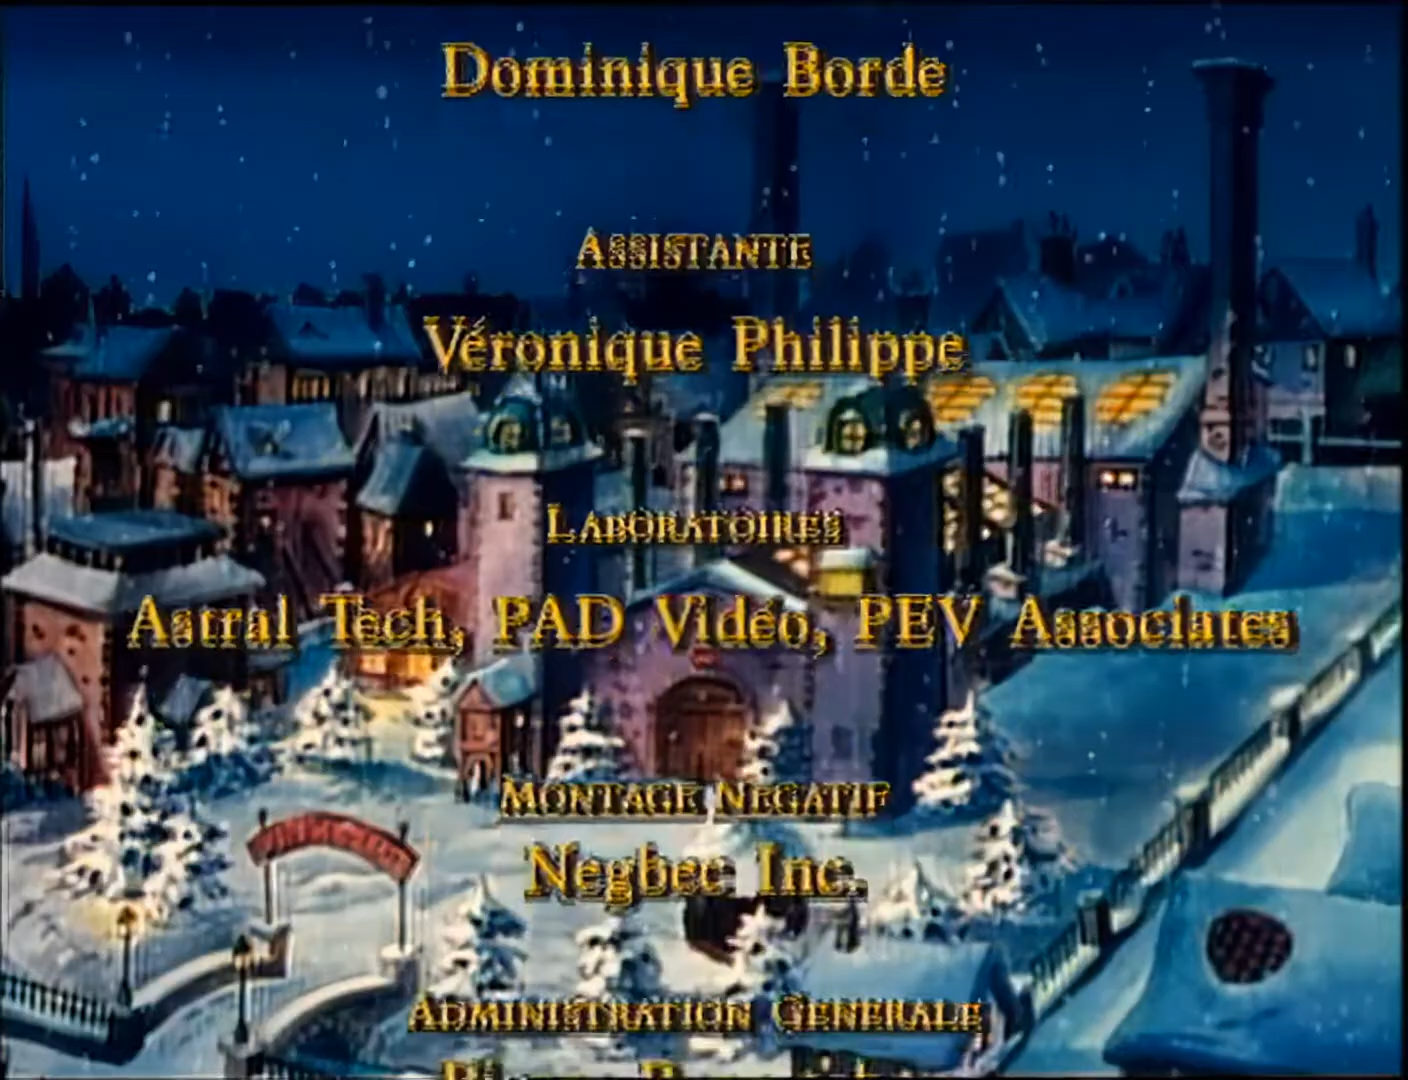 Dominique Borde
ASSISTANTE
Véronique Philippe
LABORATOIRES
Astral Tech, PAD Vidéo, PEV Associates
MONTAGE NEGATIF
Negbec Inc.
ADMINISTRATION GENERALE